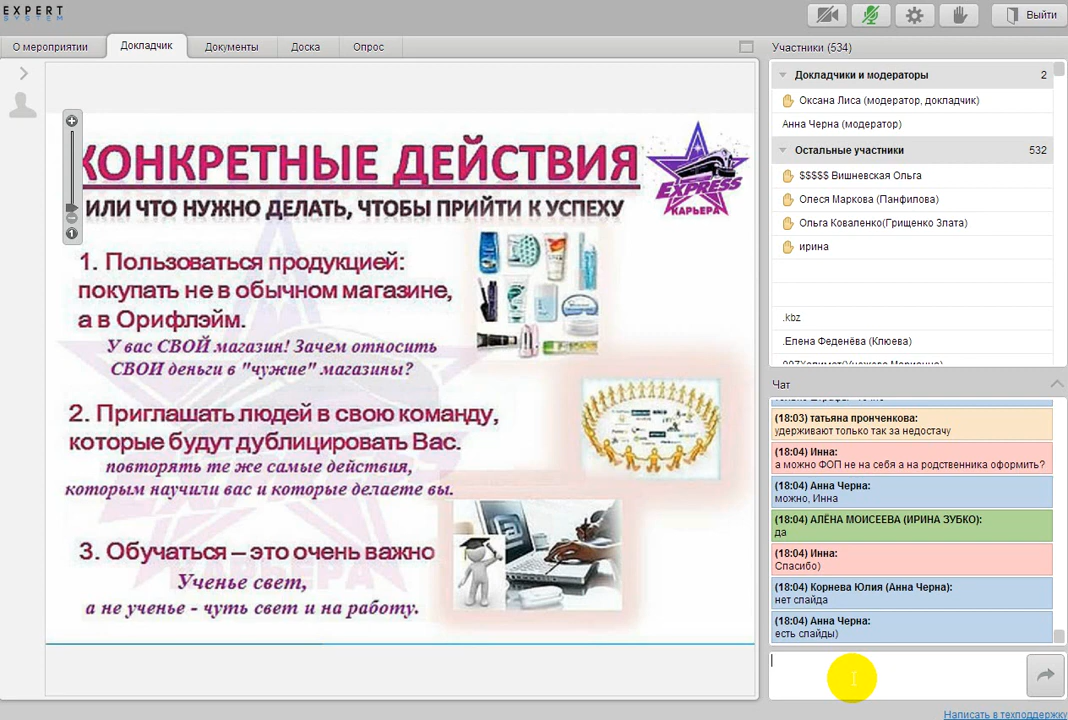 EXPERT
SYSTEM
Выйти
О мероприятии
Докладчик
Документы
Доска
Опрос
Участники (534)
КОНКРЕТНЫЕ ДЕЙСТВИЯ
ИЛИ ЧТО НУЖНО ДЕЛАТЬ, ЧТОБЫ ПРИЙТИ К УСПЕХУ
EXPRESS
КАРЬЕРА
1. Пользоваться продукцией:
покупать не в обычном магазине,
а в Орифлэйм.
У вас СВОЙ магазин! Зачем относить
СВОИ деньги в "чужие" магазины?
2. Приглашать людей в свою команду,
которые будут дублицировать Вас.
повторять те же самые действия,
которым научили вас и которые делаете вы.
3. Обучаться – это очень важно
Ученье свет,
а не ученье - чуть свет и на работу.
КАРЬЕРА
Докладчики и модераторы
2
Оксана Лиса (модератор, докладчик)
Анна Черна (модератор)
Остальные участники
532
$$$$$ Вишневская Ольга
Олеся Маркова (Панфилова)
Ольга Коваленко(Грищенко Злата)
ирина
.kbz
.Елена Феденёва (Клюева)
Чат
(18:03) татьяна пронченкова:
удерживают только так за недостачу
(18:04) Инна:
а можно ФОП не на себя а на родственника оформить?
(18:04) Анна Черна:
можно, Инна
(18:04) АЛЁНА МОИСЕЕВА (ИРИНА ЗУБКО):
да
(18:04) Инна:
Спасибо)
(18:04) Корнева Юлия (Анна Черна):
нет слайда
(18:04) Анна Черна:
есть слайды)
Написать в техподдержку